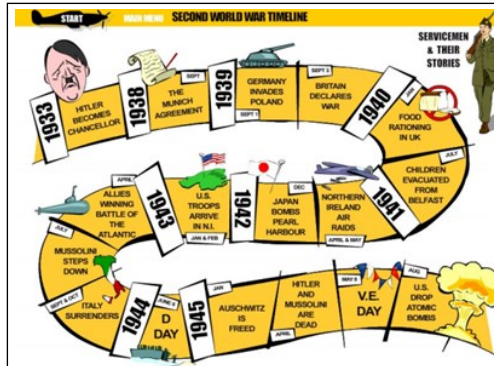 START
MAIN MENU
SECOND WORLD WAR TIMELINE
SERVICEMEN
& THEIR
STORIES
1933
HITLER
BECOMES
CHANCELLOR
1938
SEPT
THE
MUNICH
AGREEMENT
1939
GERMANY
INVADES
POLAND
SEPT 1
SEPT 3
BRITAIN
DECLARES
WAR
1940
JAN
FOOD
RATIONING
IN UK
JULY
CHILDREN
EVACUATED
FROM
BELFAST
1941
NORTHERN
IRELAND
AIR
RAIDS
APRIL & MAY
DEC
JAPAN
BOMBS
PEARL
HARBOUR
1942
U.S.
TROOPS
ARRIVE
IN N.I.
JAN & FEB
1943
APRIL
ALLIES
WINNING
BATTLE OF
THE
ATLANTIC
JULY
MUSSOLINI
STEPS
DOWN
SEPT & OCT
ITALY
SURRENDERS
1944
JUNE 6
D
DAY
1945
JAN
AUSCHWITZ
IS
FREED
HITLER
AND
MUSSOLINI
ARE
DEAD
APRIL
MAY 8
V.E.
DAY
AUG
U.S.
DROP
ATOMIC
BOMBS